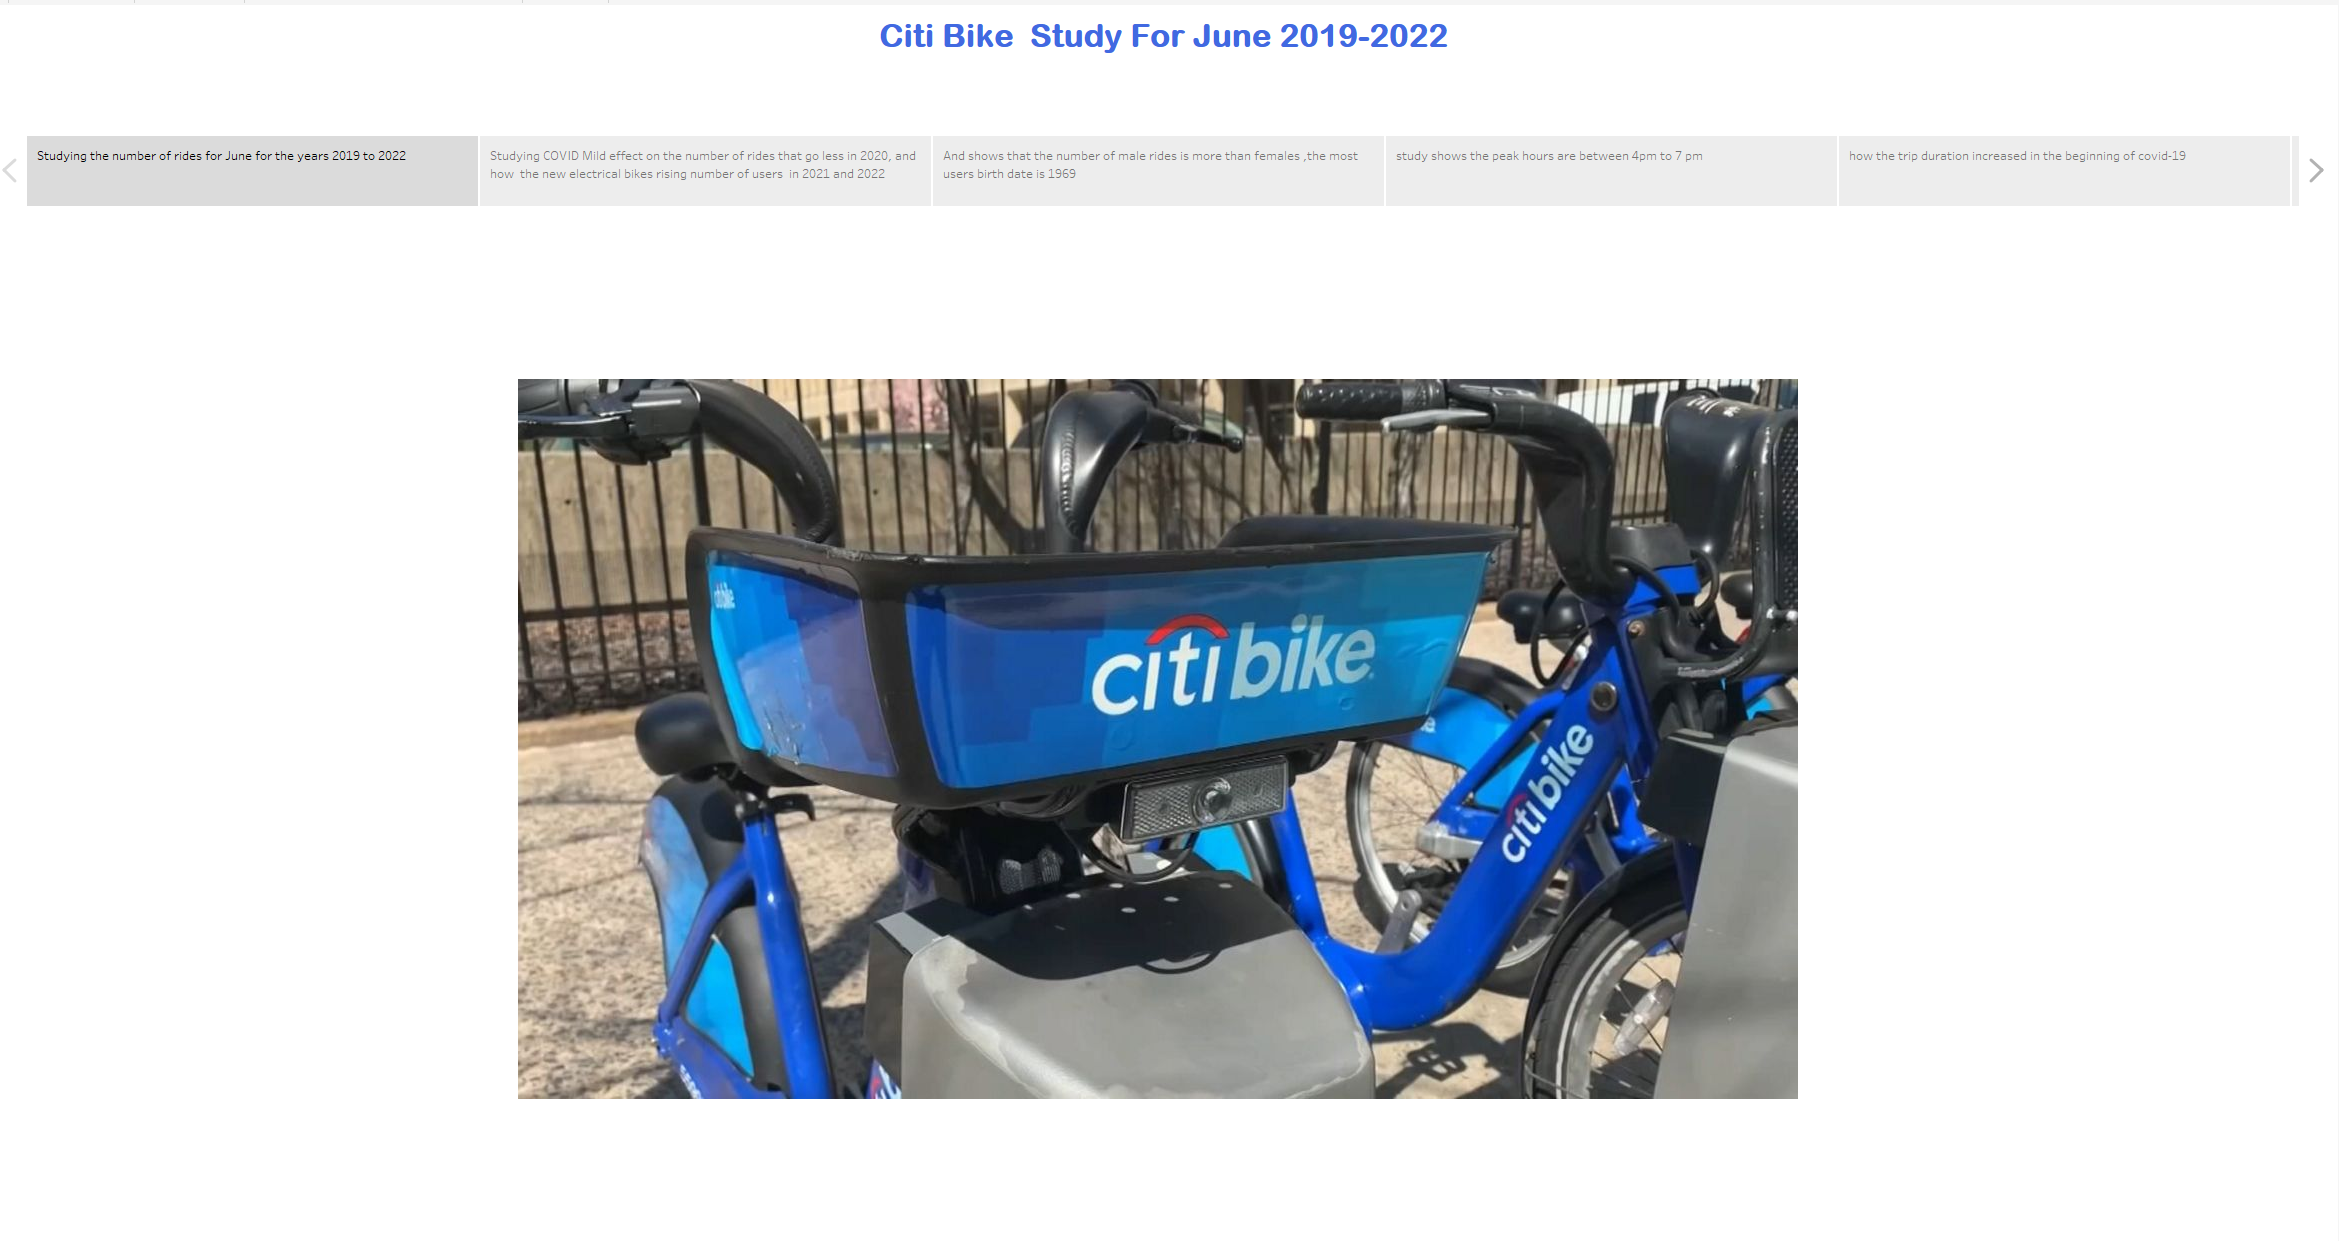 Citi Bike  Study For June 2019-2022
Studying the number of rides for June for the years 2019 to 2022
Studying COVID Mild effect on the number of rides that go less in 2020, and
how  the new electrical bikes rising number of users  in 2021 and 2022
And shows that the number of male rides is more than females ,the most
users birth date is 1969
study shows the peak hours are between 4pm to 7 pm
how the trip duration increased in the beginning of covid-19
citibike
citi bike
citibike